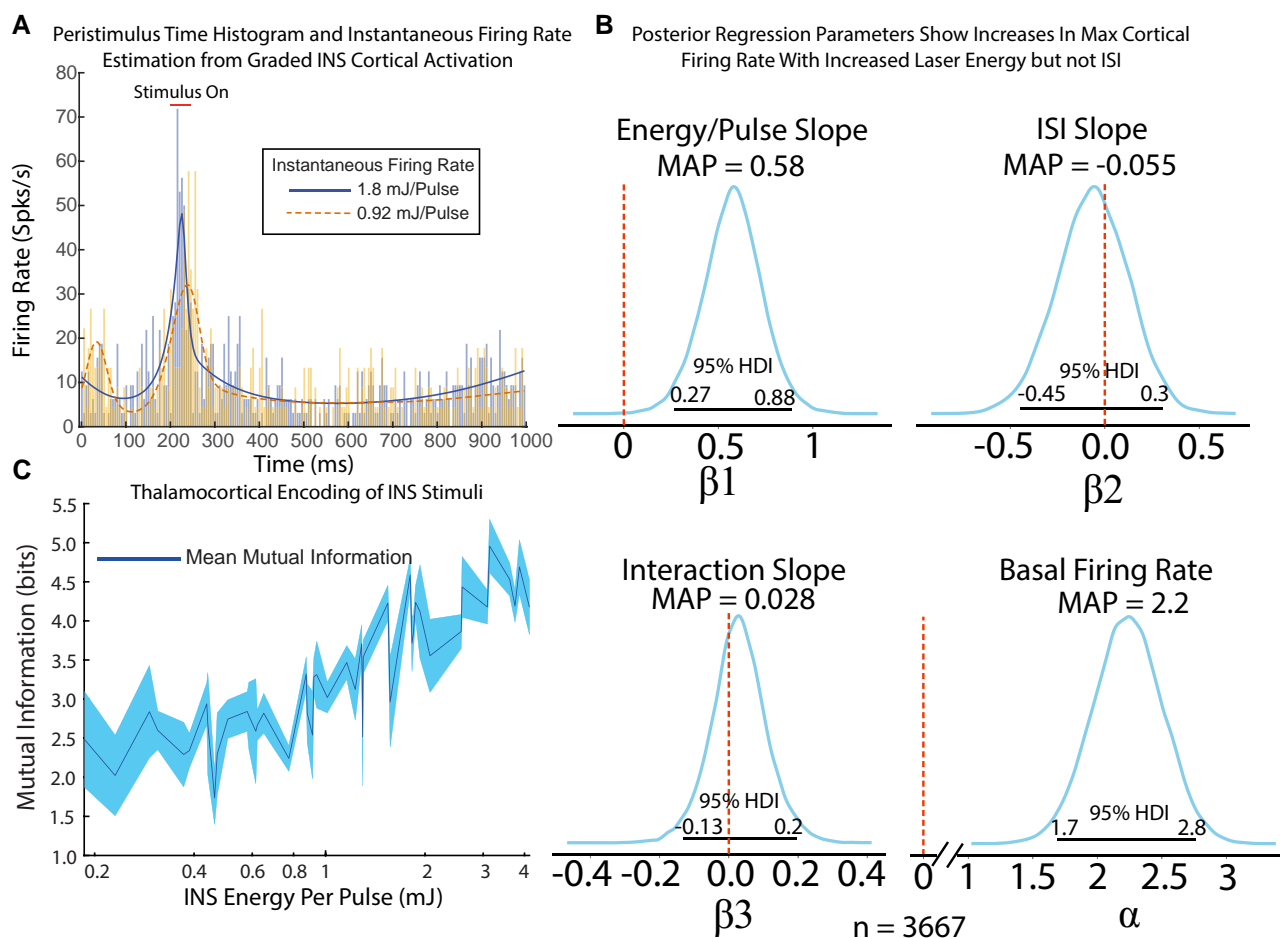 A
Peristimulus Time Histogram and Instantaneous Firing Rate
Estimation from Graded INS Cortical Activation
80
70
60
50
40
30
20
10
0
Firing Rate (Spks/s)
Stimulus On
Instantaneous Firing Rate
1.8 mJ/Pulse
0.92 mJ/Pulse
0 100 200 300 400 500 600 700 800 900 1000
Time (ms)
B
Posterior Regression Parameters Show Increases In Max Cortical
Firing Rate With Increased Laser Energy but not ISI
Energy/Pulse Slope
MAP = 0.58
95% HDI
0.27 0.88
0 0.5 1
β1
ISI Slope
MAP = -0.055
95% HDI
-0.45 0.3
-0.5 0.0 0.5
β2
Interaction Slope
MAP = 0.028
95% HDI
-0.13 0.2
-0.4 -0.2 0.0 0.2 0.4
β3
Basal Firing Rate
MAP = 2.2
95% HDI
1.7 2.8
0 1 1.5 2 2.5 3
α
n = 3667
C
Thalamocortical Encoding of INS Stimuli
5.5
5.0
4.5
4.0
3.5
3.0
2.5
2.0
1.5
1.0
Mutual Information (bits)
Mean Mutual Information
0.2 0.4 0.6 0.8 1 2 3 4
INS Energy Per Pulse (mJ)